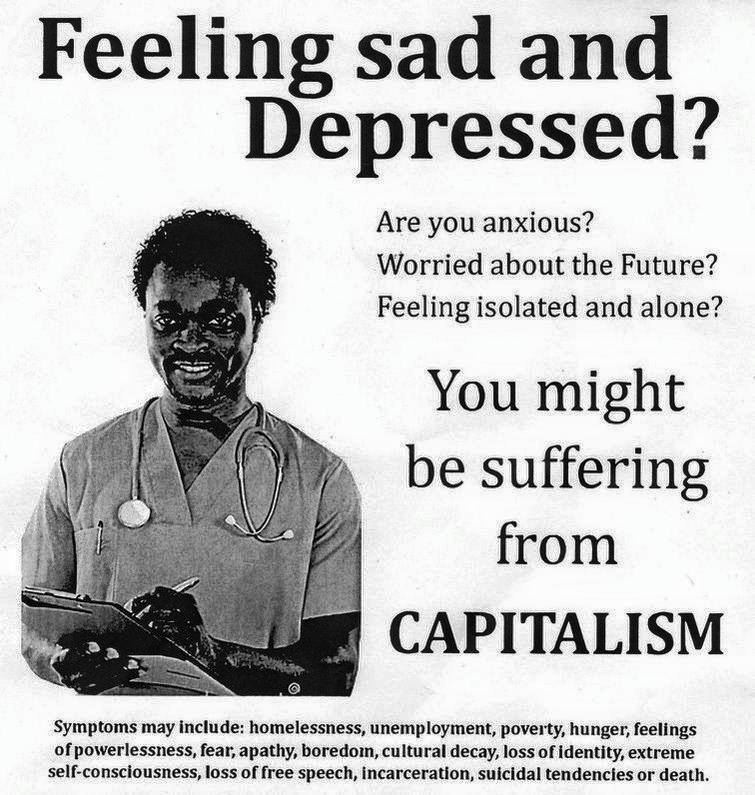 Feeling sad and
Depressed?
Are you anxious?
Worried about the Future?
Feeling isolated and alone?
You might
be suffering
from
CAPITALISM
Symptoms may include: homelessness, unemployment, poverty, hunger, feelings
of powerlessness, fear, apathy, boredom, cultural decay, loss of identity, extreme
self-consciousness, loss of free speech, incarceration, suicidal tendencies or death.